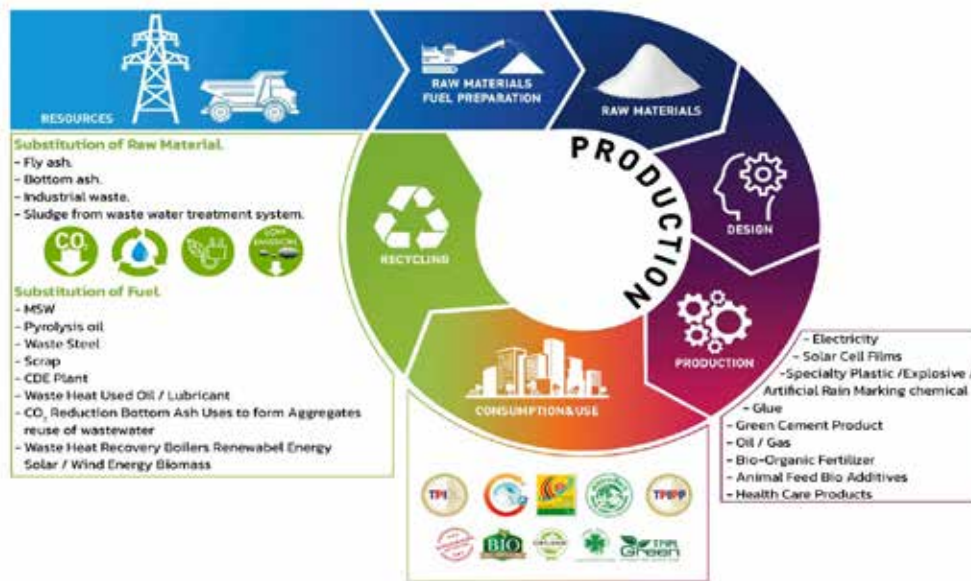 RESOURCES
RAW MATERIALS
FUEL PREPARATION
RAW MATERIALS
PRODUCTION
DESIGN
PRODUCTION
CONSUMPTION&USE
RECYCLING
Substitution of Raw Material.
- Fly ash.
- Bottom ash.
- Industrial waste.
- Sludge from waste water treatment system.
CO₂
LOW
EMISSION
Substitution of Fuel
- MSW
- Pyrolysis oil
- Waste Steel
- Scrap
- CDE Plant
- Waste Heat Used Oil / Lubricant
- CO₂ Reduction Bottom Ash Uses to form Aggregates
reuse of wastewater
- Waste Heat Recovery Boilers Renewabel Energy
Solar / Wind Energy Biomass
- Electricity
- Solar Cell Films
-Specialty Plastic /Explosive /
Artificial Rain Marking chemical
- Glue
- Green Cement Product
- Oil / Gas
- Bio-Organic Fertilizer
- Animal Feed Bio Additives
- Health Care Products
TPI
TPIPP
BIO
ORGANIC
Green